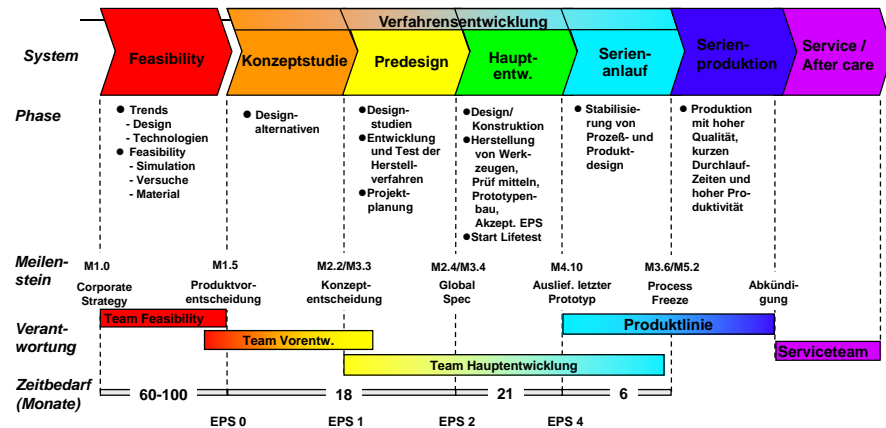 Verfahrensentwicklung
System
Feasibility
Konzeptstudie
Predesign
Haupt-
entw.
Serien-
anlauf
Serien-
produktion
Service /
After care
Phase
● Trends
- Design
- Technologien
● Feasibility
- Simulation
- Versuche
- Material
● Design-
alternativen
●Design-
studien
●Entwicklung
und Test der
Herstell-
verfahren
●Projekt-
planung
●Design/
Konstruktion
●Herstellung
von Werk-
zeugen,
Prüf mitteln,
Prototypen-
bau,
Akzept. EPS
●Start Lifetest
● Stabilisie-
rung von
Prozeß- und
Produkt-
design
● Produktion
mit hoher
Qualität,
kurzen
Durchlauf-
Zeiten und
hoher Pro-
duktivität
Meilen-
stein
M1.0
Corporate
Strategy
M1.5
Produktvor-
entscheidung
M2.2/M3.3
Konzept-
entscheidung
M2.4/M3.4
Global
Spec
M4.10
Auslief. letzter
Prototyp
M3.6/M5.2
Process
Freeze
Abkündi-
gung
Verant-
wortung
Team Feasibility
Team Vorentw.
Team Hauptentwicklung
Produktlinie
Serviceteam
Zeitbedarf
(Monate)
60-100
18
21
6
EPS 0
EPS 1
EPS 2
EPS 4